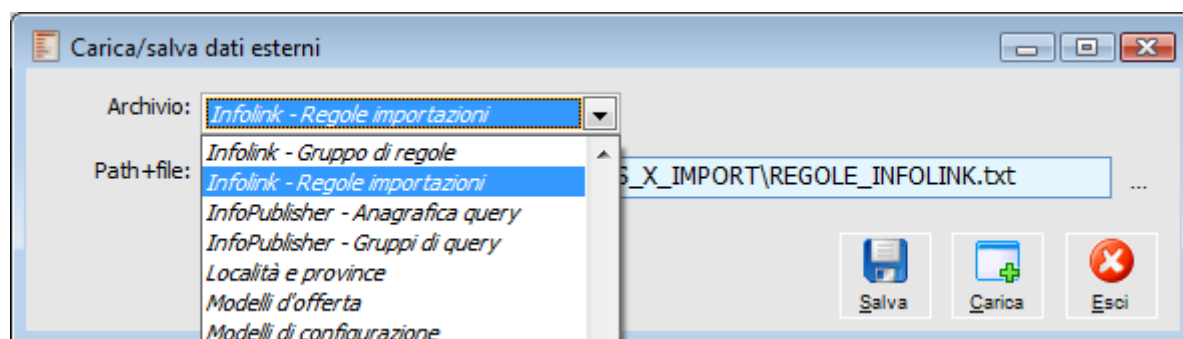 Carica/salva dati esterni
Archivio: Infolink - Regole importazioni
Infolink - Gruppo di regole
Path+file: Infolink - Regole importazioni S_X_IMPORT\REGOLE_INFOLINK.txt ...
InfoPublisher - Anagrafica query
InfoPublisher - Gruppi di query
Località e province
Modelli d'offerta
Modelli di configurazione
Salva Carica Esci